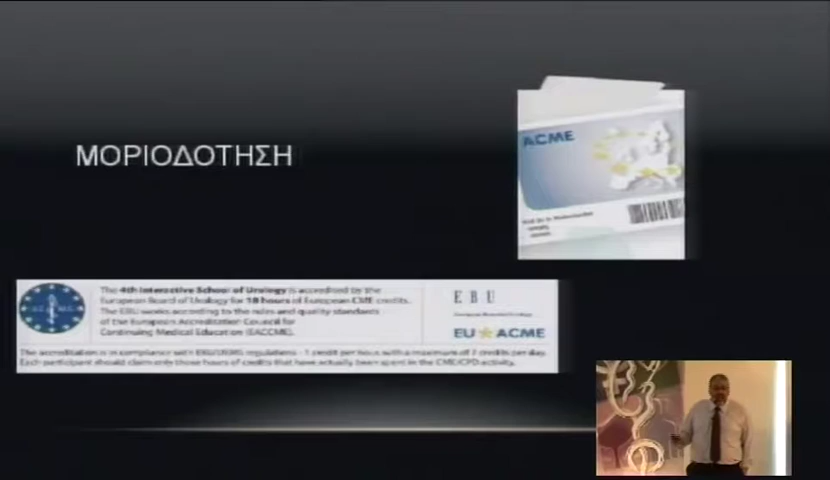 ΜΟΡΙΟΔΟΤΗΣΗ
ACME
The 4th Interactive School of Urology is accredited by the
European Board of Urology for 18 hours of European CME credits.
The EBU works according to the rules and quality standards
of the European Accreditation Council for
Continuing Medical Education (EACCME).
EBU
European Board of Urology
EU ACME
The accreditation is in compliance with EBU/UEMS regulations - 1 credit per hour with a maximum of 7 credits per day.
Each participant should claim only those hours of credits that have actually been spent in the CME/CPD activity.